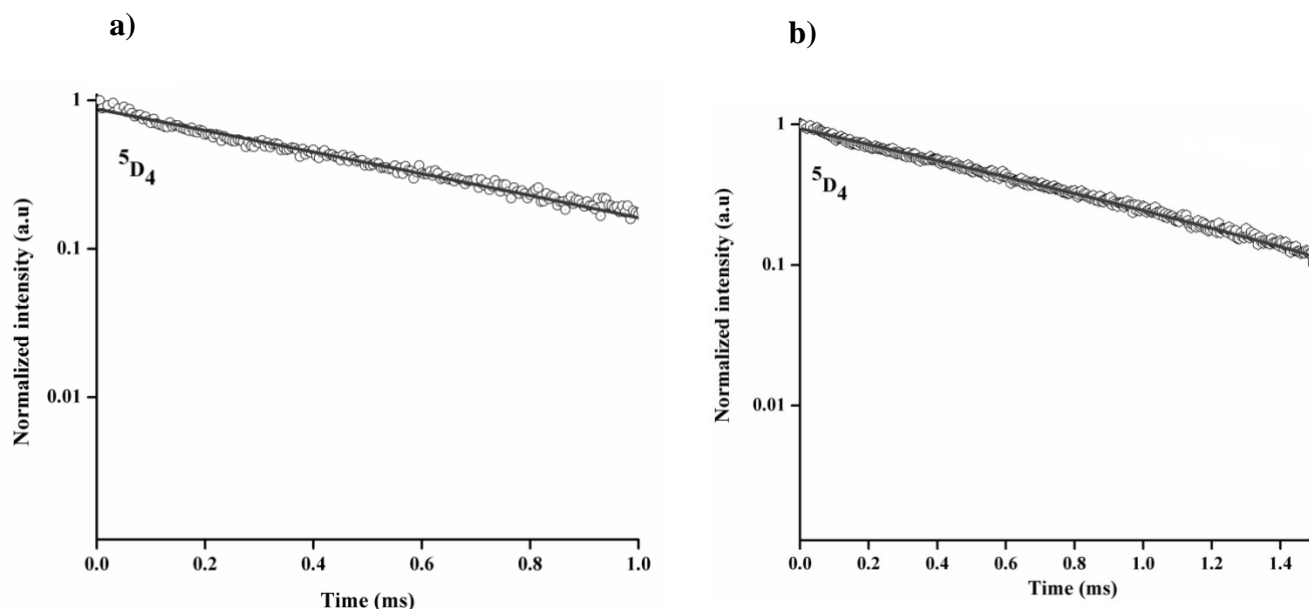 a)
Normalized intensity (a.u)
1
0.1
0.01
⁵D₄
0.0 0.2 0.4 0.6 0.8 1.0
Time (ms)
b)
Normalized intensity (a.u)
1
0.1
0.01
⁵D₄
0.0 0.2 0.4 0.6 0.8 1.0 1.2 1.4
Time (ms)